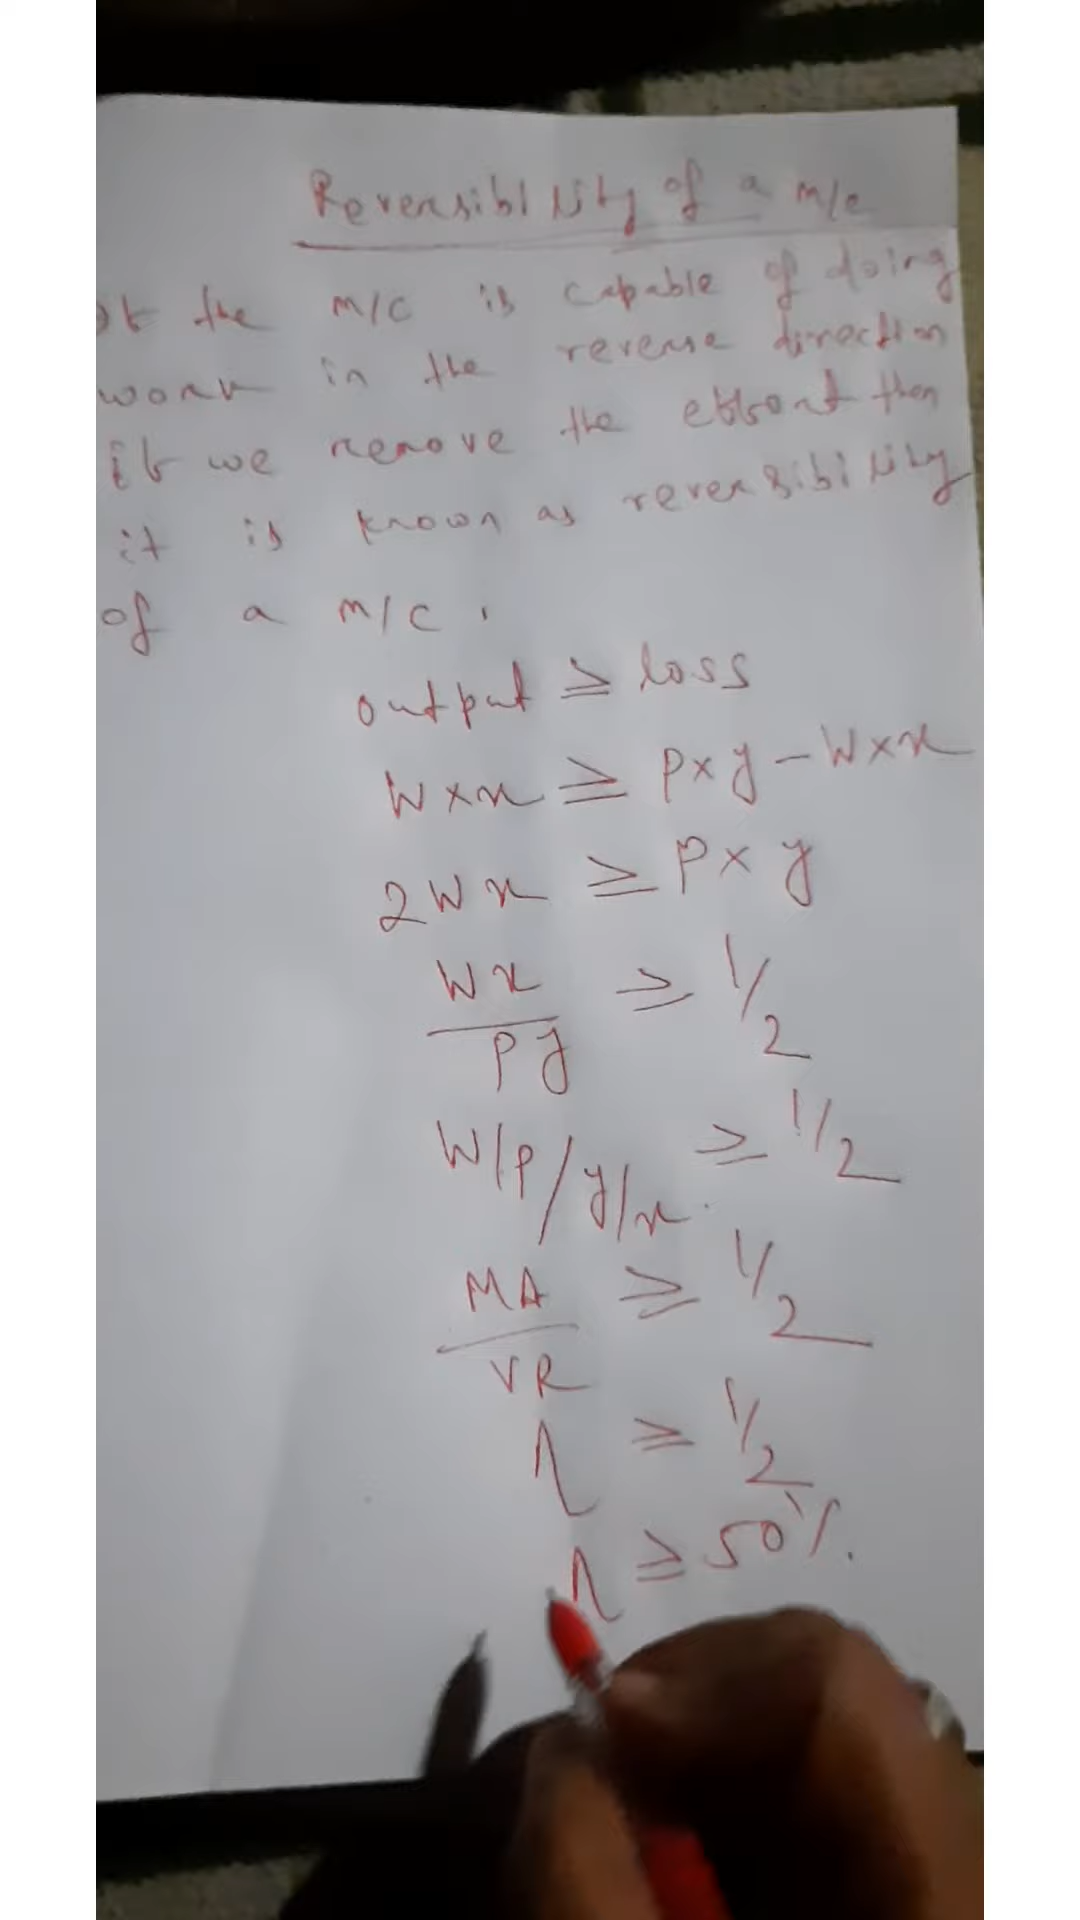 Reversibility of a m/c
If the m/c is capable of doing
work in the reverse direction
if we remove the effort then
it is known as reversibility
of a m/c.
output ≥ loss
W×x ≥ P×y - W×x
2Wx ≥ P×y
Wx/Py ≥ 1/2
W/P/y/x ≥ 1/2
MA/VR ≥ 1/2
η ≥ 1/2
η ≥ 50%.